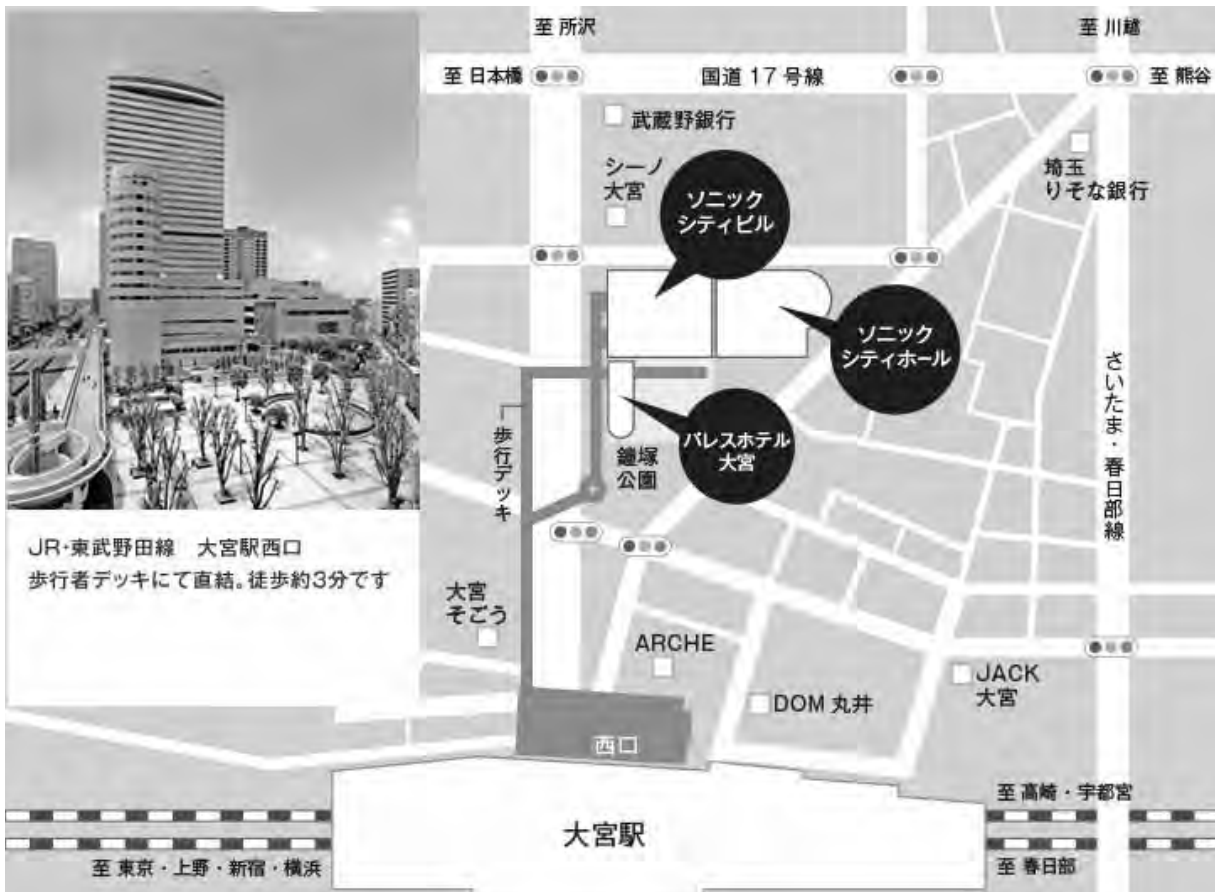 至 所沢
至 川越
至 日本橋
国道 17 号線
至 熊谷
武蔵野銀行
シーノ
大宮
埼玉
りそな銀行
ソニック
シティビル
ソニック
シティホール
パレスホテル
大宮
鐘塚
公園
歩行デッキ
さいたま・春日部線
JR・東武野田線 大宮駅西口
歩行者デッキにて直結。徒歩約3分です
大宮
そごう
ARCHE
DOM 丸井
JACK
大宮
西口
大宮駅
至 高崎・宇都宮
至 東京・上野・新宿・横浜
至 春日部